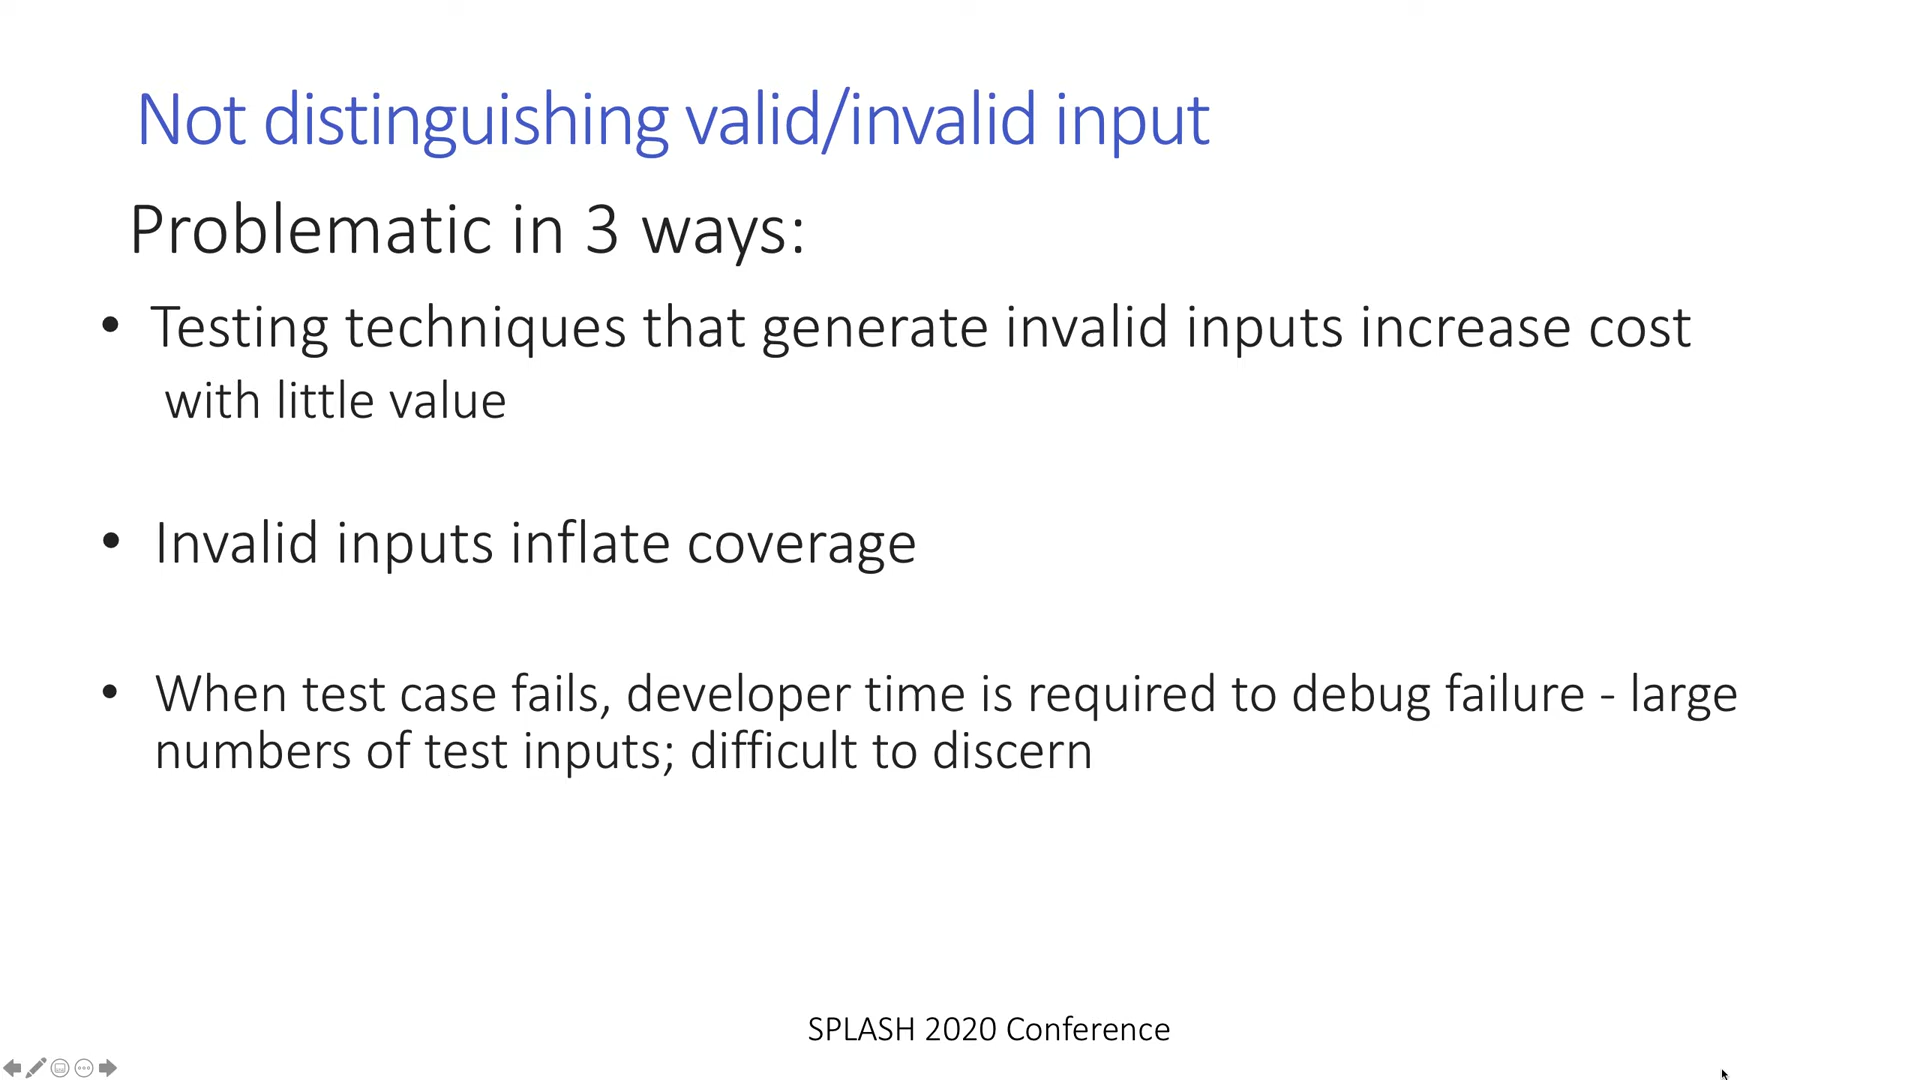 Not distinguishing valid/invalid input
Problematic in 3 ways:
• Testing techniques that generate invalid inputs increase cost
with little value
• Invalid inputs inflate coverage
• When test case fails, developer time is required to debug failure - large
numbers of test inputs; difficult to discern
SPLASH 2020 Conference